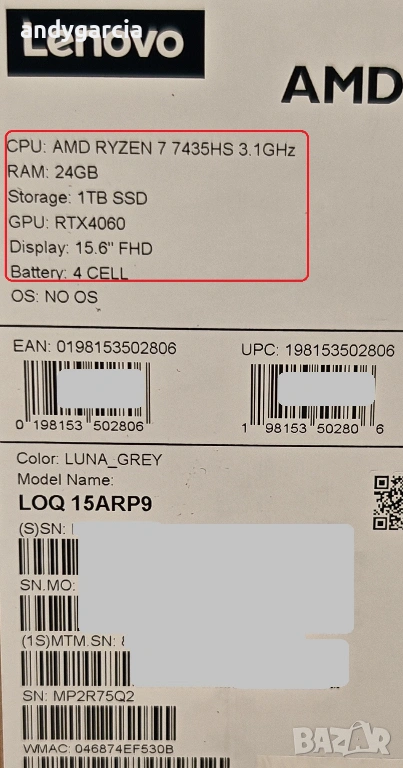 andygarcia
Lenovo
AMD
CPU: AMD RYZEN 7 7435HS 3.1GHz
RAM: 24GB
Storage: 1TB SSD
GPU: RTX4060
Display: 15.6" FHD
Battery: 4 CELL
OS: NO OS
EAN: 0198153502806
UPC: 198153502806
0 198153 502806
1 98153 50280 6
Color: LUNA_GREY
Model Name:
LOQ 15ARP9
(S)SN:
SN.MO:
(1S)MTM.SN:
SN: MP2R75Q2
WMAC: 046874EF530B
BAZAR